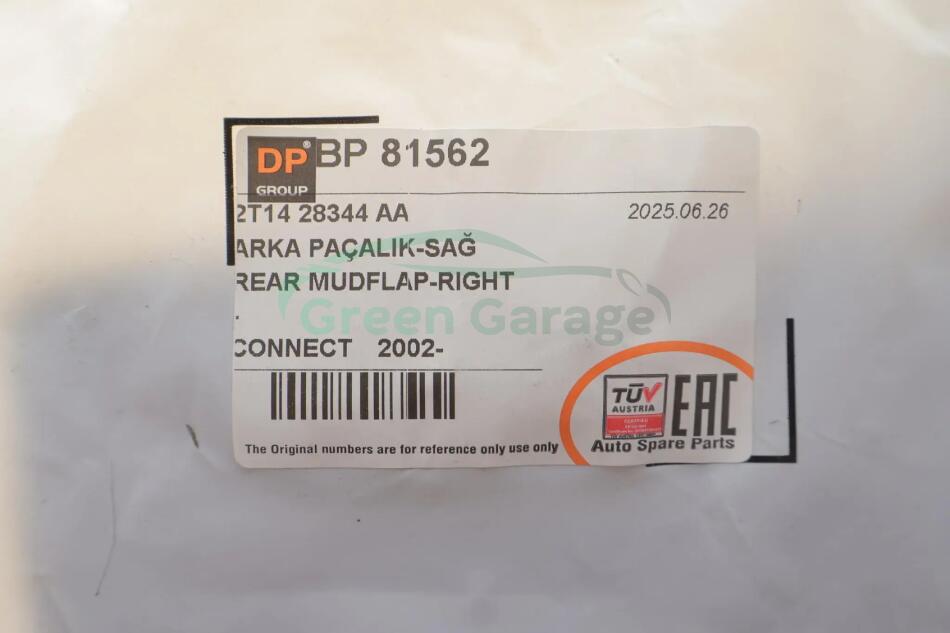 DP® BP 81562
GROUP
2T14 28344 AA 2025.06.26
ARKA PAÇALIK-SAĞ
REAR MUDFLAP-RIGHT
.
Green Garage
CONNECT 2002-
TÜV
AUSTRIA
EAC
Auto Spare Parts
The Original numbers are for reference only use only